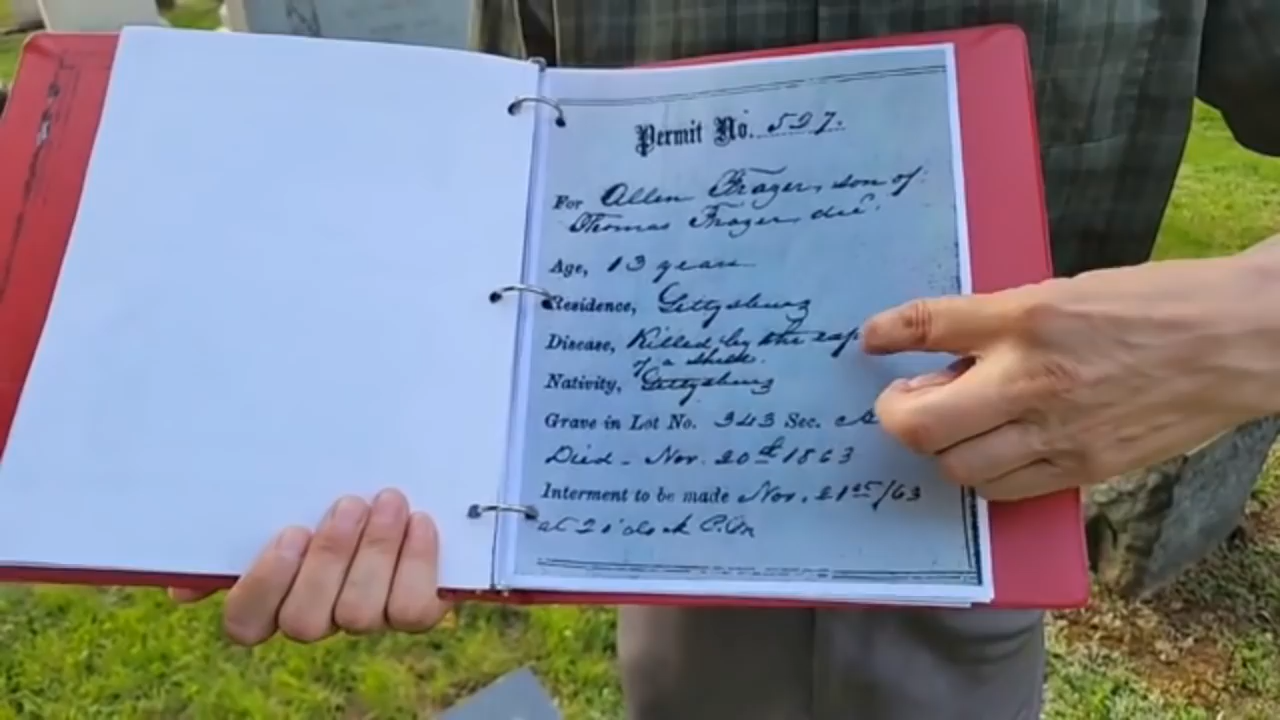 Permit No. 527.
For Allen Frazer, son of
Thomas Frazer, dec.
Age, 13 years
Residence, Gettysburg
Disease, Killed by the exp
of a shell.
Nativity, Gettysburg
Grave in Lot No. 343 Sec.
Died - Nov. 20th 1863
Interment to be made Nov. 21st/63
at 2 o'clock P.M